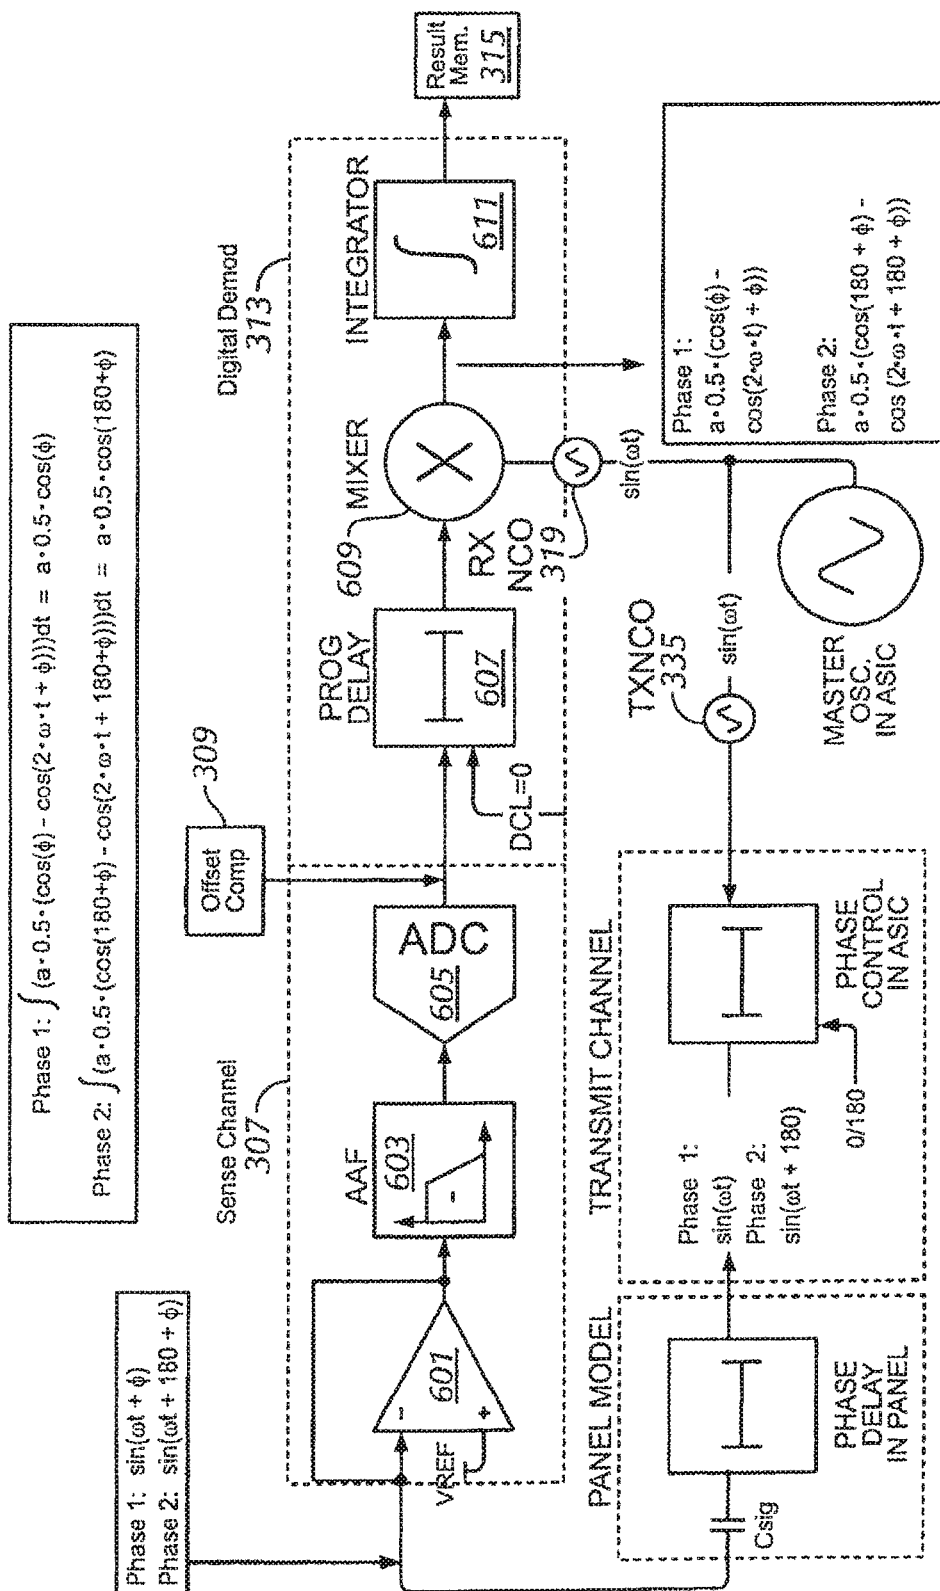 Phase 1: ∫(a•0.5•(cos(ϕ) - cos(2•ω•t + ϕ)))dt = a•0.5•cos(ϕ)
Phase 2: ∫(a•0.5•(cos(180+ϕ) - cos(2•ω•t + 180+ϕ)))dt = a•0.5•cos(180+ϕ)
Phase 1: sin(ωt + ϕ)
Phase 2: sin(ωt + 180 + ϕ)
Sense Channel
307
Offset
Comp
309
Digital Demod
313
VREF
-
+
601
AAF
603
-
ADC
605
PROG
DELAY
607
DCL=0
MIXER
609
RX
NCO
319
INTEGRATOR
∫
611
Result
Mem.
315
sin(ωt)
Phase 1:
a•0.5•(cos(ϕ) -
cos(2•ω•t) + ϕ))
Phase 2:
a•0.5•(cos(180 + ϕ) -
cos (2•ω•t + 180 + ϕ))
PANEL MODEL
Csig
PHASE
DELAY
IN PANEL
TRANSMIT CHANNEL
Phase 1:
sin(ωt)
Phase 2:
sin(ωt + 180)
0/180
PHASE
CONTROL
IN ASIC
TXNCO
335
sin(ωt)
MASTER
OSC.
IN ASIC